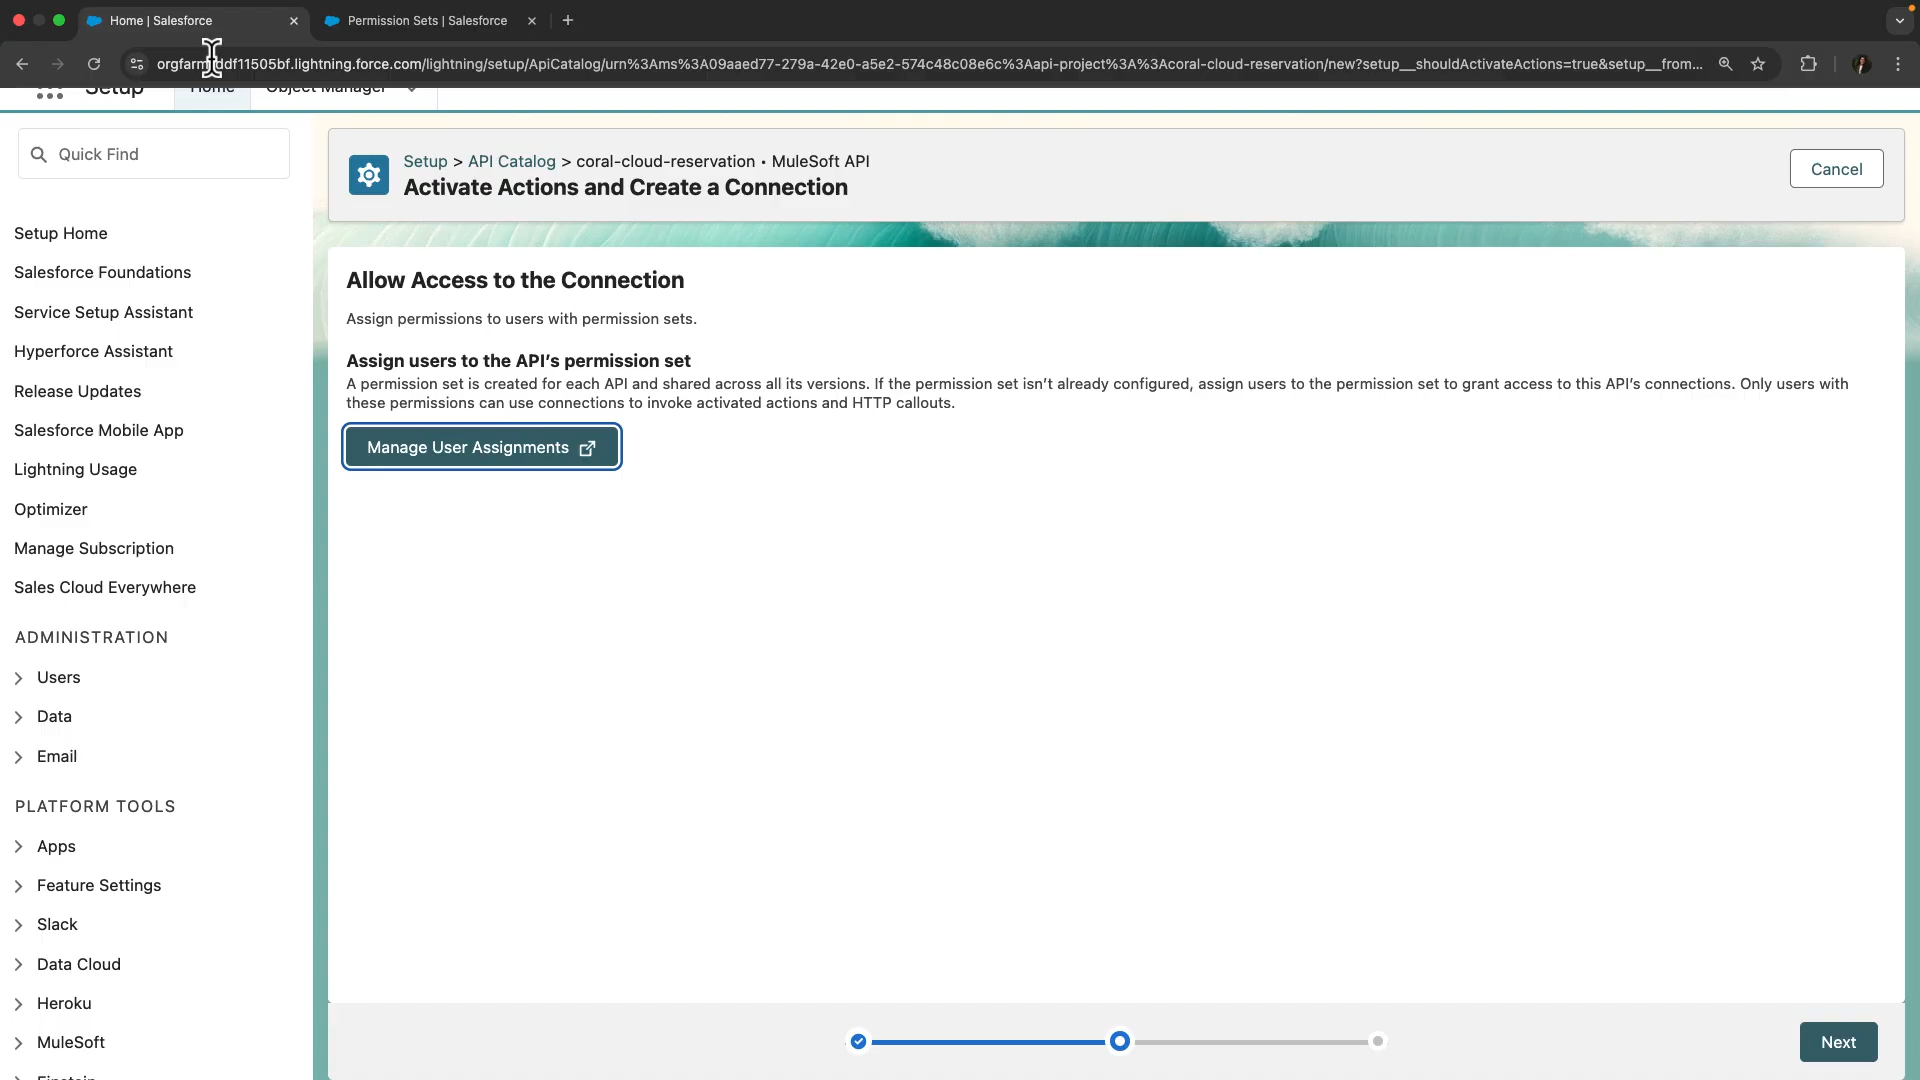 Home | Salesforce
Permission Sets | Salesforce
ddf11505bf.lightning.force.com/lightning/setup/ApiCatalog/urn%3Ams%3A09aaed77-279a-42e0-a5e2-574c48c08e6c%3Aapi-project%3A%3Acoral-cloud-reservation/new?setup__shouldActivateActions=true&setup__from...
Setup
Home
Object Manager
Quick Find
Setup > API Catalog > coral-cloud-reservation • MuleSoft API
Activate Actions and Create a Connection
Cancel
Setup Home
Salesforce Foundations
Service Setup Assistant
Hyperforce Assistant
Release Updates
Salesforce Mobile App
Lightning Usage
Optimizer
Manage Subscription
Sales Cloud Everywhere
ADMINISTRATION
Users
Data
Email
PLATFORM TOOLS
Apps
Feature Settings
Slack
Data Cloud
Heroku
MuleSoft
Einstein
Allow Access to the Connection
Assign permissions to users with permission sets.
Assign users to the API's permission set
A permission set is created for each API and shared across all its versions. If the permission set isn't already configured, assign users to the permission set to grant access to this API's connections. Only users with
these permissions can use connections to invoke activated actions and HTTP callouts.
Manage User Assignments
Next